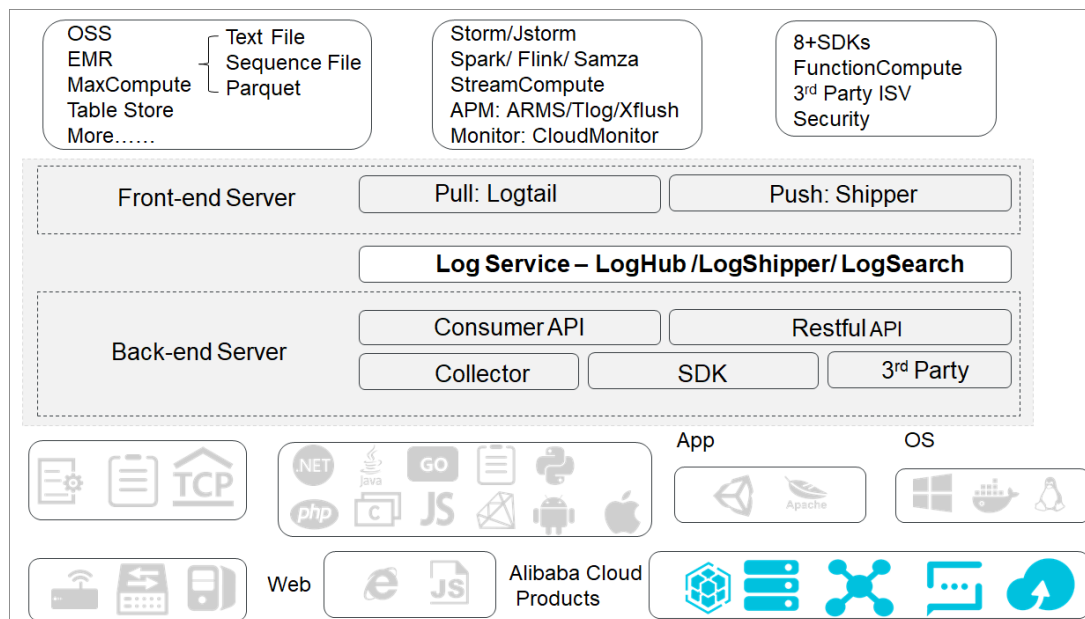 OSS
EMR
MaxCompute
Table Store
More……
Text File
Sequence File
Parquet
Storm/Jstorm
Spark/ Flink/ Samza
StreamCompute
APM: ARMS/Tlog/Xflush
Monitor: CloudMonitor
8+SDKs
FunctionCompute
3rd Party ISV
Security
Front-end Server
Pull: Logtail
Push: Shipper
Log Service – LogHub /LogShipper/ LogSearch
Back-end Server
Consumer API
Restful API
Collector
SDK
3rd Party
TCP
.NET
Java
GO
php
C
JS
App
Apache
OS
Web
e
JS
Alibaba Cloud
Products